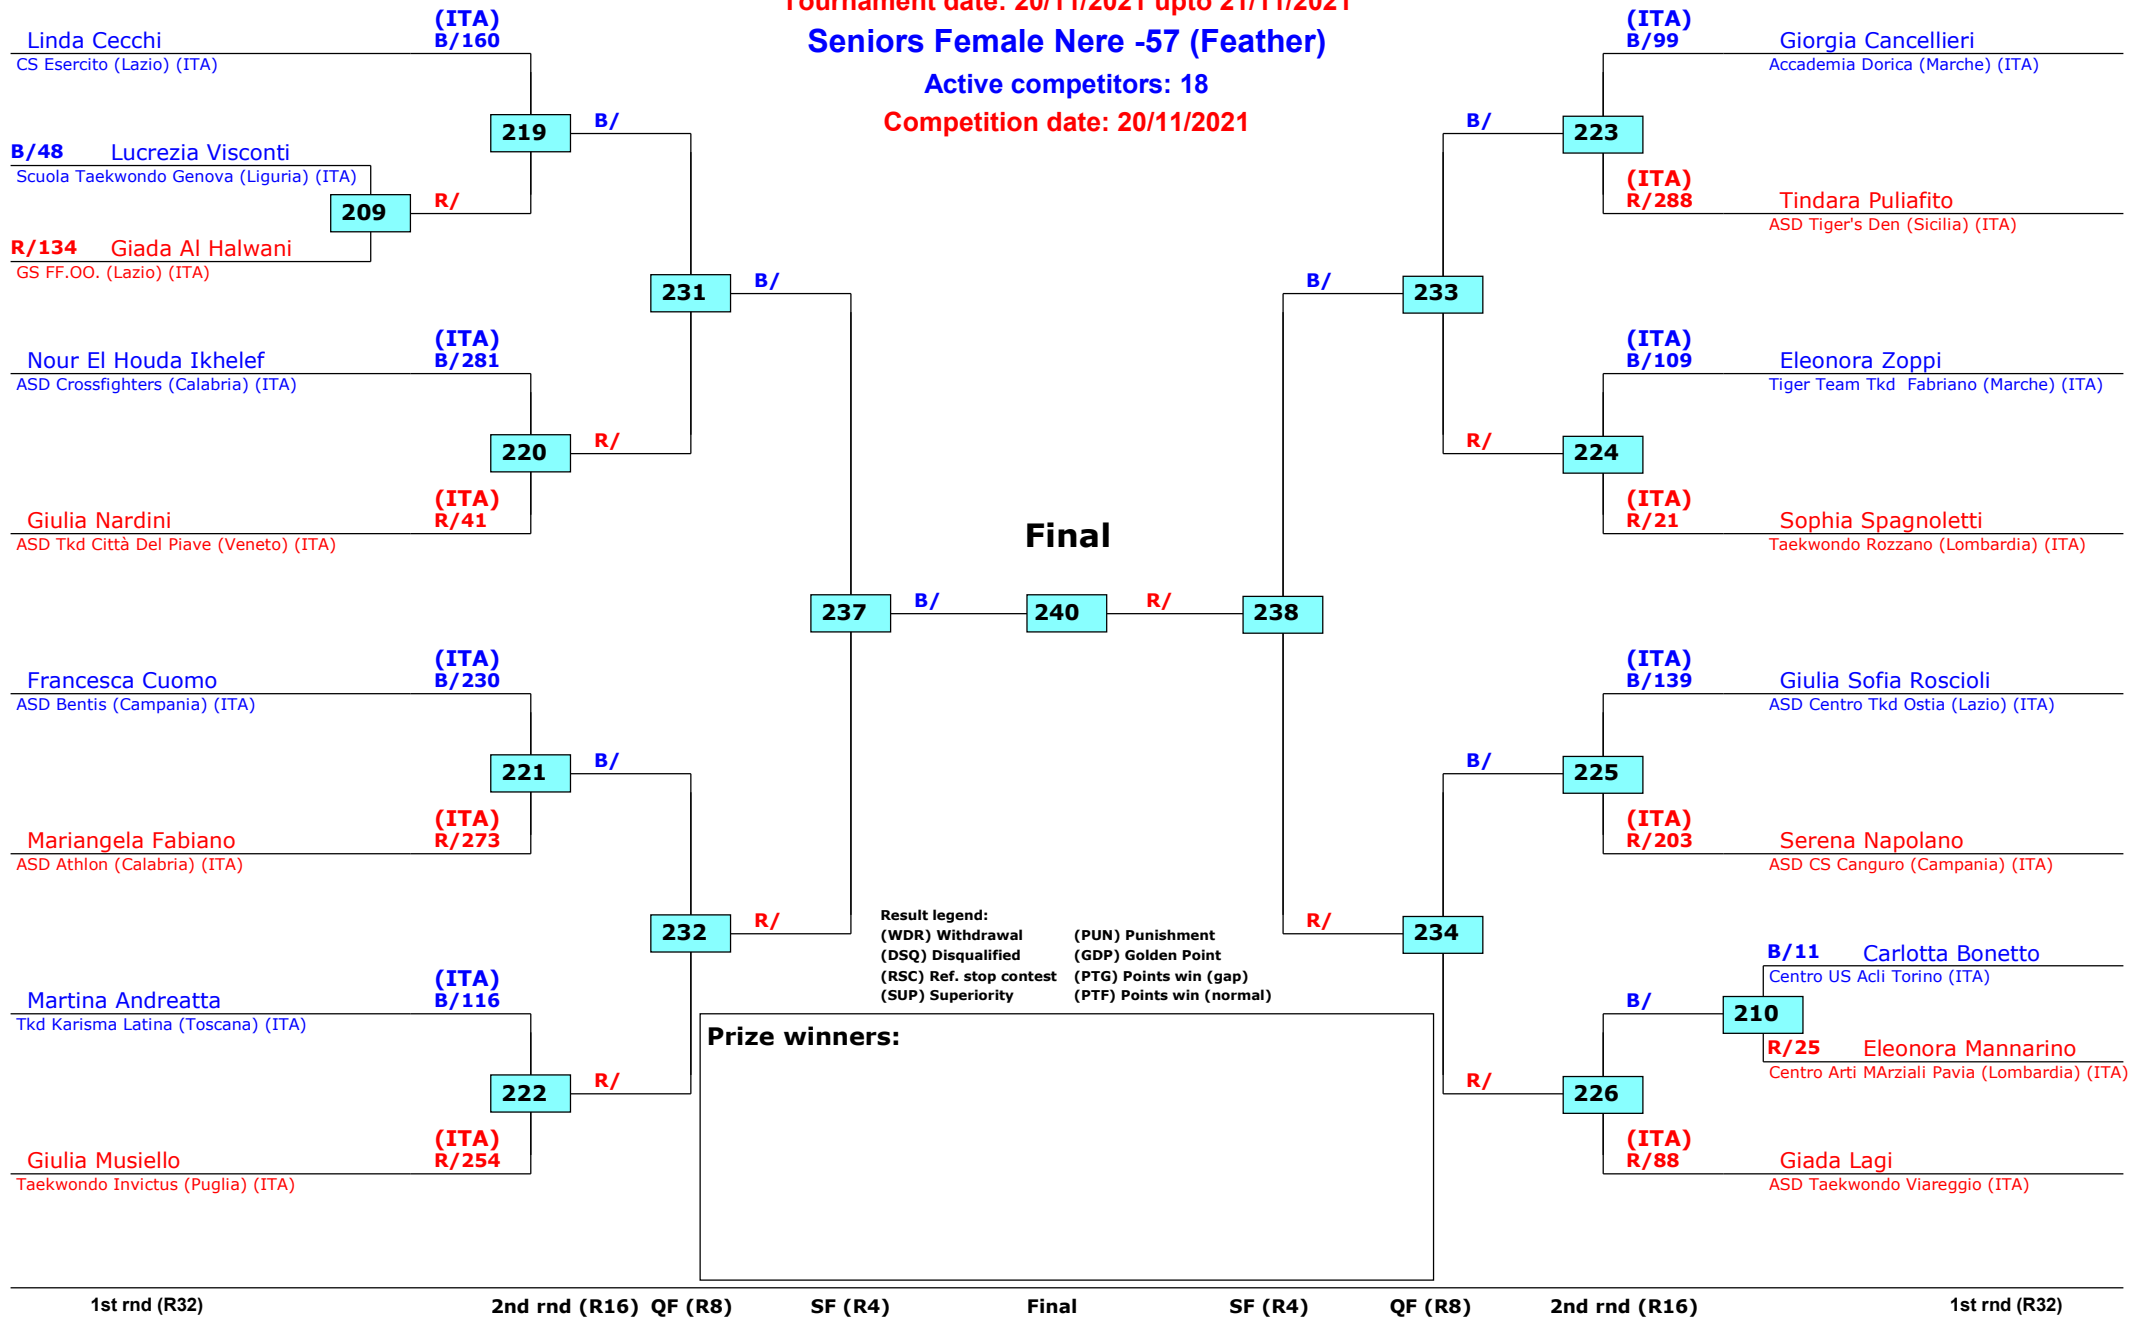 Tournament date: 20/11/2021 upto 21/11/2021
Seniors Female Nere -57 (Feather)
Active competitors: 18
Competition date: 20/11/2021
(ITA)
Linda Cecchi B/160
CS Esercito (Lazio) (ITA)
219 B/
B/48 Lucrezia Visconti
Scuola Taekwondo Genova (Liguria) (ITA)
209 R/
R/134 Giada Al Halwani
GS FF.OO. (Lazio) (ITA)
231 B/
(ITA)
Nour El Houda Ikhelef B/281
ASD Crossfighters (Calabria) (ITA)
220 R/
(ITA)
Giulia Nardini R/41
ASD Tkd Città Del Piave (Veneto) (ITA)
237 B/
(ITA)
Francesca Cuomo B/230
ASD Bentis (Campania) (ITA)
221 B/
(ITA)
Mariangela Fabiano R/273
ASD Athlon (Calabria) (ITA)
232 R/
(ITA)
Martina Andreatta B/116
Tkd Karisma Latina (Toscana) (ITA)
222 R/
(ITA)
Giulia Musiello R/254
Taekwondo Invictus (Puglia) (ITA)
Final
240
(ITA)
B/99 Giorgia Cancellieri
Accademia Dorica (Marche) (ITA)
B/ 223
(ITA)
R/288 Tindara Puliafito
ASD Tiger's Den (Sicilia) (ITA)
B/ 233
(ITA)
B/109 Eleonora Zoppi
Tiger Team Tkd  Fabriano (Marche) (ITA)
R/ 224
(ITA)
R/21 Sophia Spagnoletti
Taekwondo Rozzano (Lombardia) (ITA)
R/ 238
(ITA)
B/139 Giulia Sofia Roscioli
ASD Centro Tkd Ostia (Lazio) (ITA)
B/ 225
(ITA)
R/203 Serena Napolano
ASD CS Canguro (Campania) (ITA)
R/ 234
B/11 Carlotta Bonetto
Centro US Acli Torino (ITA)
B/ 210
R/25 Eleonora Mannarino
Centro Arti MArziali Pavia (Lombardia) (ITA)
R/ 226
(ITA)
R/88 Giada Lagi
ASD Taekwondo Viareggio (ITA)
Result legend:
(WDR) Withdrawal (PUN) Punishment
(DSQ) Disqualified (GDP) Golden Point
(RSC) Ref. stop contest (PTG) Points win (gap)
(SUP) Superiority (PTF) Points win (normal)
Prize winners:
1st rnd (R32) 2nd rnd (R16) QF (R8) SF (R4) Final SF (R4) QF (R8) 2nd rnd (R16) 1st rnd (R32)